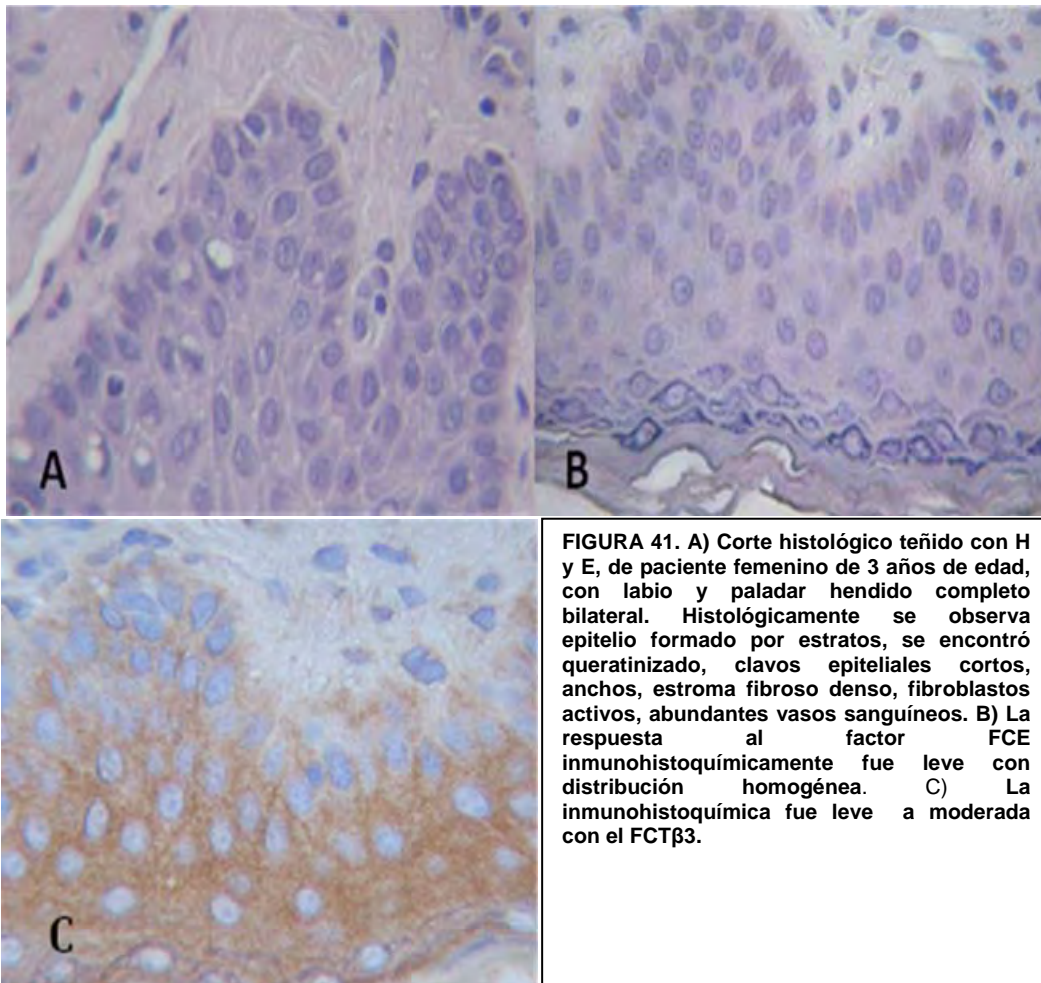 A
B
C
FIGURA 41. A) Corte histológico teñido con H
y E, de paciente femenino de 3 años de edad,
con labio y paladar hendido completo
bilateral. Histológicamente se observa
epitelio formado por estratos, se encontró
queratinizado, clavos epiteliales cortos,
anchos, estroma fibroso denso, fibroblastos
activos, abundantes vasos sanguíneos. B) La
respuesta al factor FCE
inmunohistoquímicamente fue leve con
distribución homogénea. C) La
inmunohistoquímica fue leve a moderada
con el FCTβ3.